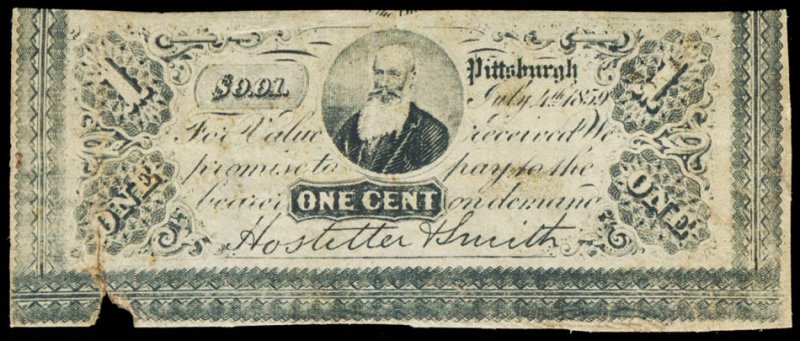 1 Pittsburgh 1
$0.01. July 4th 1859
For Value received We
promise to pay to the
ONE bearer ONE CENT on demand ONE
Hostetter & Smith